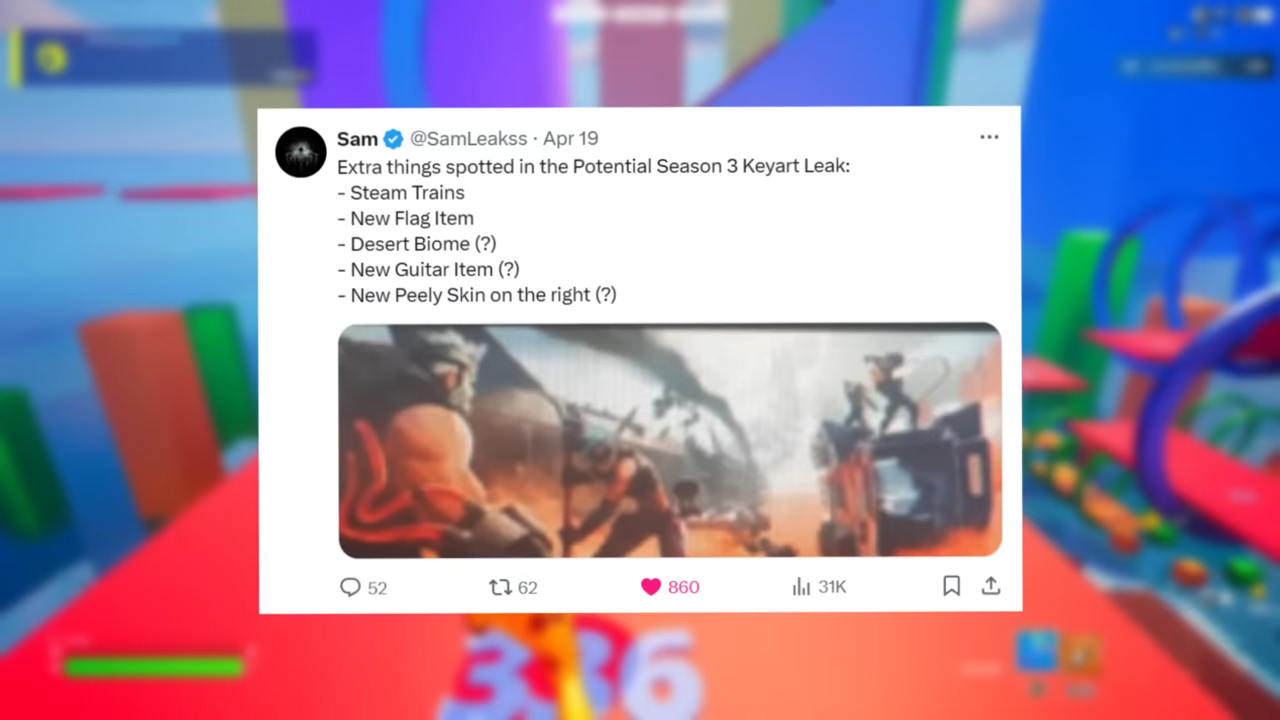 Sam @SamLeakss · Apr 19
Extra things spotted in the Potential Season 3 Keyart Leak:
- Steam Trains
- New Flag Item
- Desert Biome (?)
- New Guitar Item (?)
- New Peely Skin on the right (?)
52 62 860 31K
336